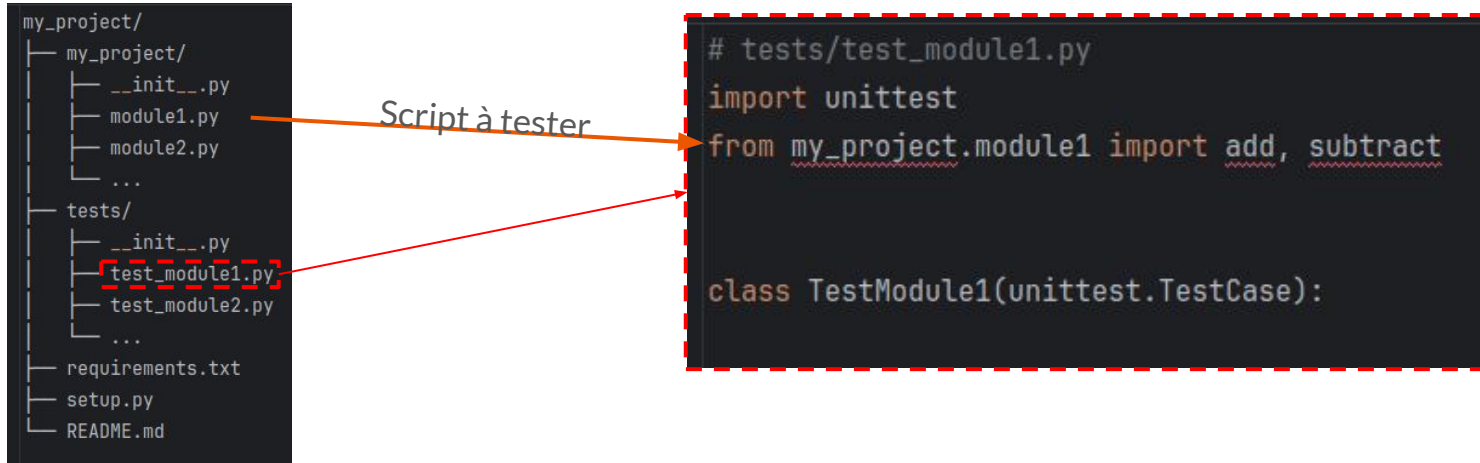 my_project/
├── my_project/
│   ├── __init__.py
│   ├── module1.py
│   ├── module2.py
│   └── ...
├── tests/
│   ├── __init__.py
│   ├── test_module1.py
│   ├── test_module2.py
│   └── ...
├── requirements.txt
├── setup.py
└── README.md
Script à tester
# tests/test_module1.py
import unittest
from my_project.module1 import add, subtract
class TestModule1(unittest.TestCase):